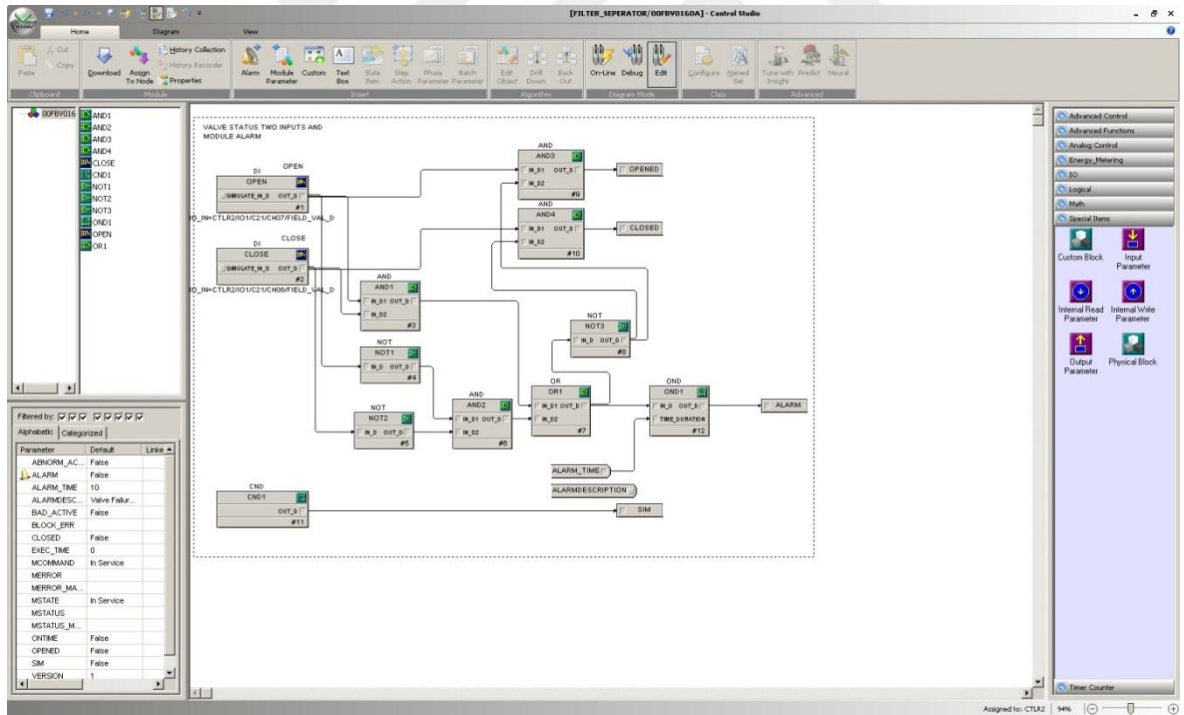 [FILTER_SEPERATOR/00FBV0160A] - Control Studio
Home Diagram View
Paste
Cut
Copy
Clipboard
Download
Assign To Node
History Collection
History Recorder
Properties
Module
Alarm
Module Parameter
Custom
Text Box
State Item
Step Action
Phase Parameter
Batch Parameter
Insert
Edit Object
Drill Down
Back Out
Algorithm
On-Line
Debug
Edit
Diagram Mode
Configure
Named Set
Class
Tune with Insight
Predict
Neural
Advanced
00FBV016
AND1
AND2
AND3
AND4
CLOSE
CND1
NOT1
NOT2
NOT3
OND1
OPEN
OR1
Filtered by:
Alphabetic Categorized
Parameter Default Linke
ABNORM_AC... False
ALARM False
ALARM_TIME 10
ALARMDESC... Valve Failur...
BAD_ACTIVE False
BLOCK_ERR
CLOSED False
EXEC_TIME 0
MCOMMAND In Service
MERROR
MERROR_MA...
MSTATE In Service
MSTATUS
MSTATUS_M...
ONTIME False
OPENED False
SIM False
VERSION 1
VALVE STATUS TWO INPUTS AND
MODULE ALARM
DI OPEN
OPEN
SIMULATE_IN_D OUT_D
#1
IO_IN=CTLR2/IO1/C21/CH07/FIELD_VAL_D
DI CLOSE
CLOSE
SIMULATE_IN_D OUT_D
#2
IO_IN=CTLR2/IO1/C21/CH08/FIELD_VAL_D
AND
AND3
IN_D1 OUT_D
IN_D2
#9
OPENED
AND
AND4
IN_D1 OUT_D
IN_D2
#10
CLOSED
AND
AND1
IN_D1 OUT_D
IN_D2
#3
NOT
NOT1
IN_D OUT_D
#4
NOT
NOT2
IN_D OUT_D
#5
AND
AND2
IN_D1 OUT_D
IN_D2
#6
NOT
NOT3
IN_D OUT_D
#8
OR
OR1
IN_D1 OUT_D
IN_D2
#7
OND
OND1
IN_D OUT_D
TIME_DURATION
#12
ALARM
ALARM_TIME
ALARMDESCRIPTION
CND
CND1
OUT_D
#11
SIM
Advanced Control
Advanced Functions
Analog Control
Energy_Metering
IO
Logical
Math
Special Items
Custom Block
Input Parameter
Internal Read Parameter
Internal Write Parameter
Output Parameter
Physical Block
Timer Counter
Assigned to: CTLR2 94%